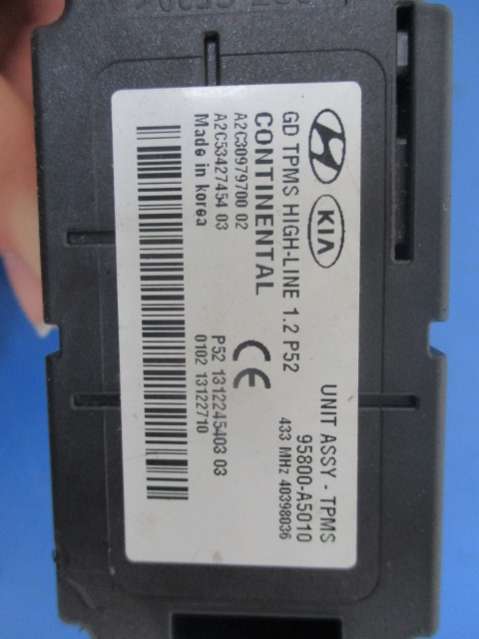 KIA
GD TPMS HIGH-LINE 1.2 P52
CONTINENTAL
A2C30979700 02
A2C53427454 03
Made in korea
CE
UNIT ASSY - TPMS
95800-A5010
433 MHz 40398036
P52 1312245403 03
0102 13122710